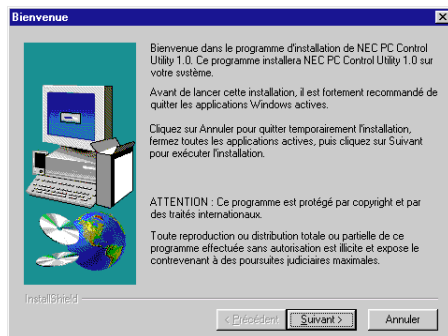 Bienvenue
Bienvenue dans le programme d'installation de NEC PC Control
Utility 1.0. Ce programme installera NEC PC Control Utility 1.0 sur
votre système.
Avant de lancer cette installation, il est fortement recommandé de
quitter les applications Windows actives.
Cliquez sur Annuler pour quitter temporairement l'installation,
fermez toutes les applications actives, puis cliquez sur Suivant
pour exécuter l'installation.
ATTENTION : Ce programme est protégé par copyright et par
des traités internationaux.
Toute reproduction ou distribution totale ou partielle de ce
programme effectuée sans autorisation est illicite et expose le
contrevenant à des poursuites judiciaires maximales.
InstallShield
< Précédent
Suivant >
Annuler